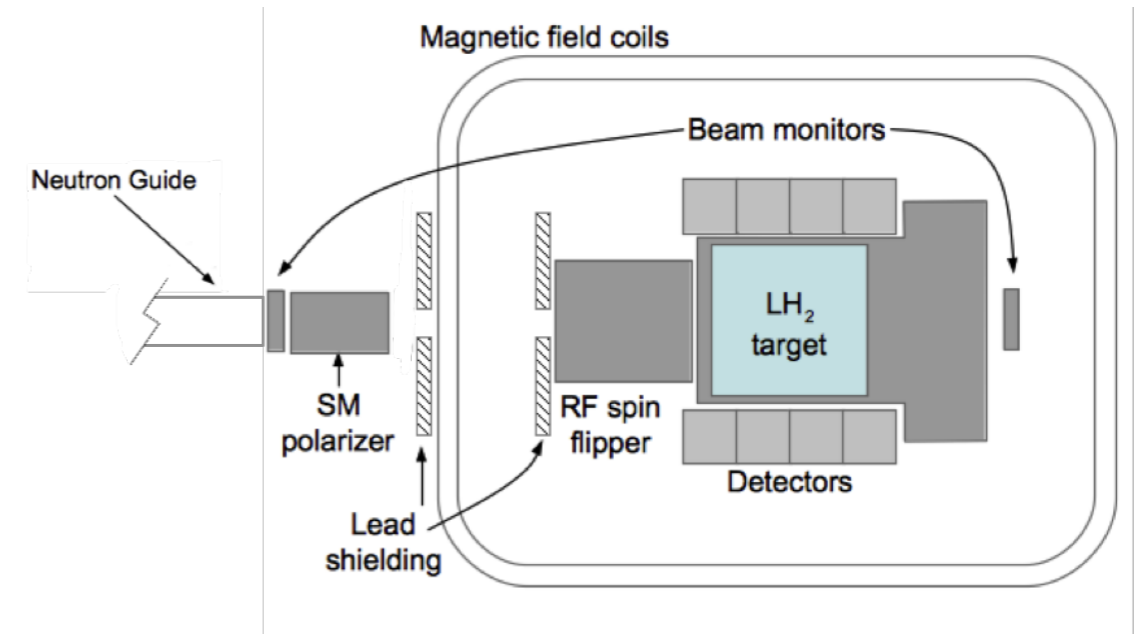 Magnetic field coils
Beam monitors
Neutron Guide
LH₂
target
SM
polarizer
RF spin
flipper
Detectors
Lead
shielding